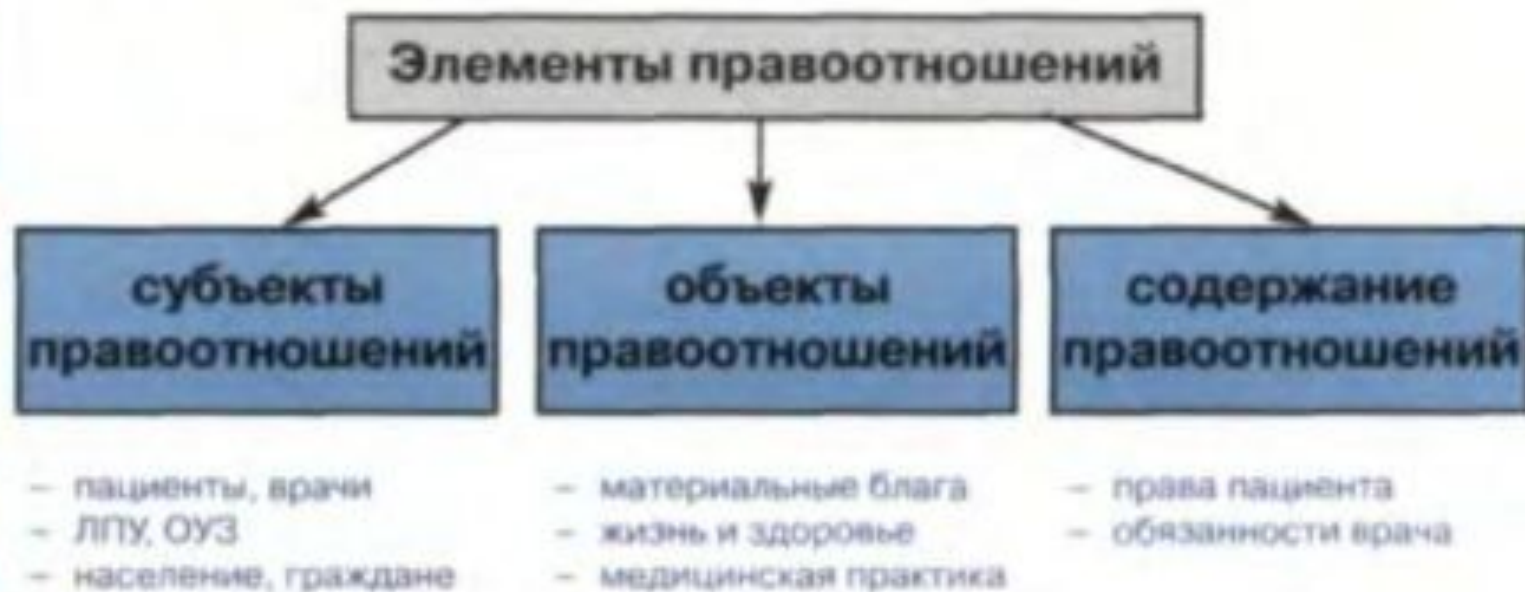 Элементы правоотношений
субъекты
правоотношений
объекты
правоотношений
содержание
правоотношений
– пациенты, врачи
– ЛПУ, ОУЗ
– население, граждане
– материальные блага
– жизнь и здоровье
– медицинская практика
– права пациента
– обязанности врача